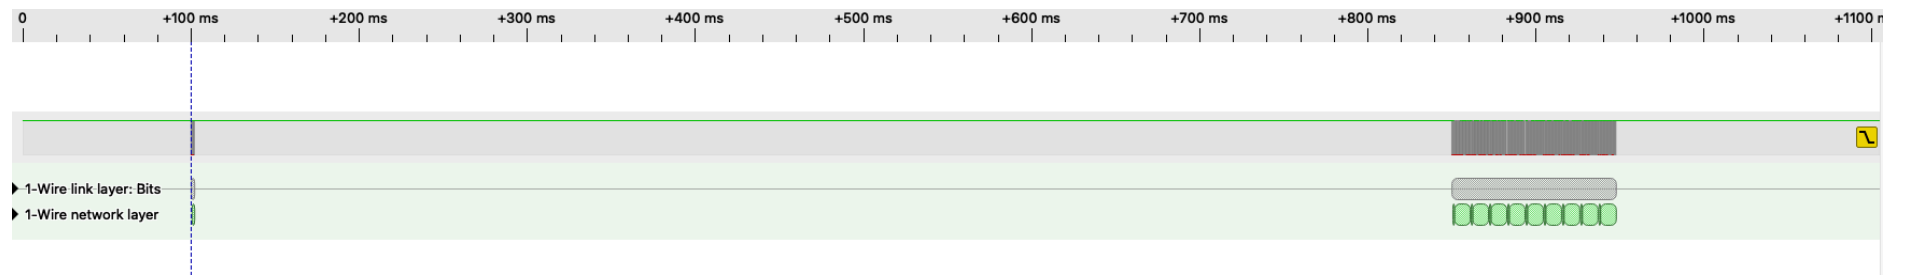 0 +100 ms +200 ms +300 ms +400 ms +500 ms +600 ms +700 ms +800 ms +900 ms +1000 ms +1100
1-Wire link layer: Bits
1-Wire network layer